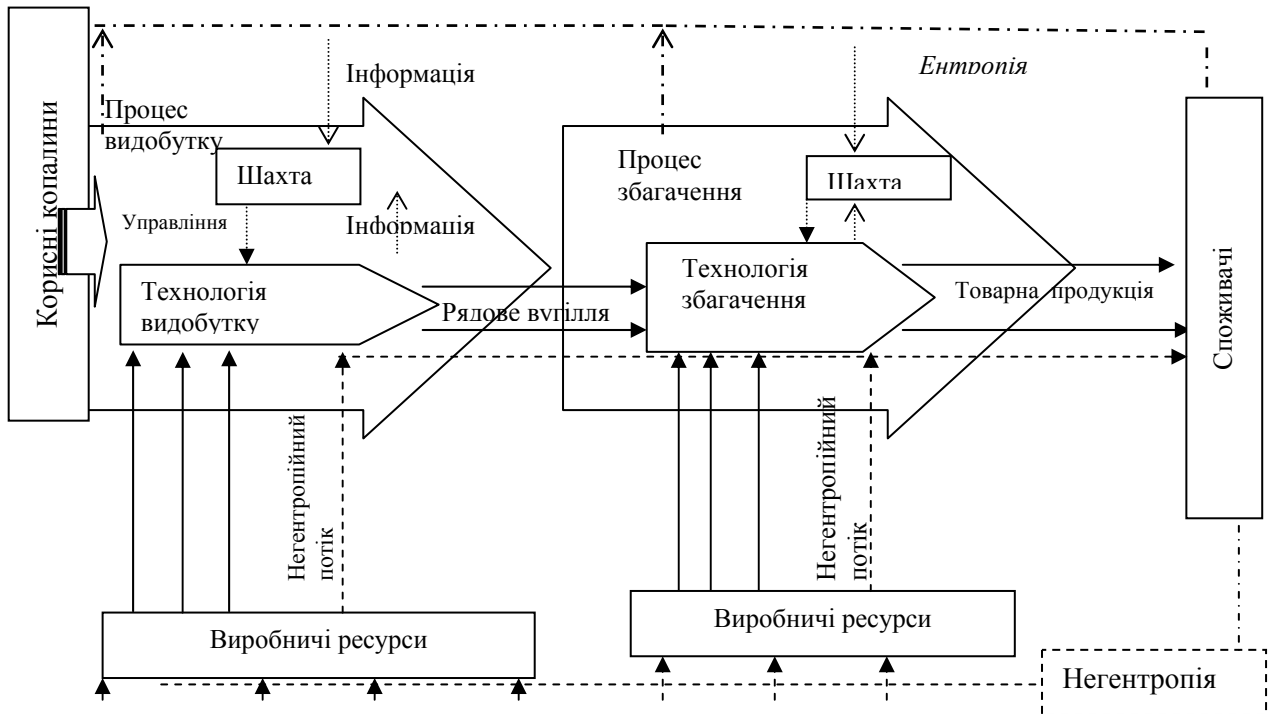 Корисні копалини
Інформація
Ентропія
Процес
видобутку
Шахта
Процес
збагачення
Шахта
Управління
Інформація
Технологія
видобутку
Рядове вугілля
Технологія
збагачення
Товарна продукція
Споживачі
Негентропійний
потік
Негентропійний
потік
Виробничі ресурси
Виробничі ресурси
Негентропія